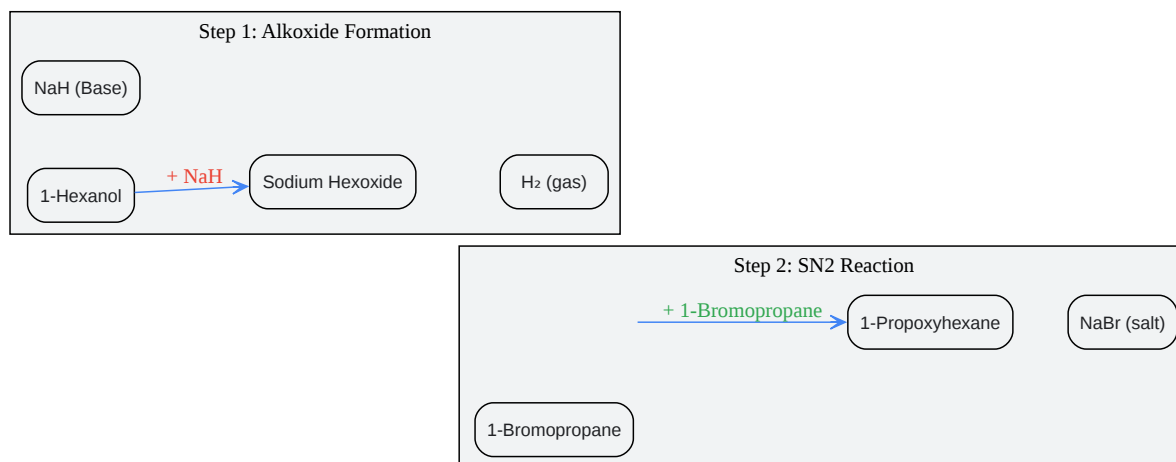 Step 1: Alkoxide Formation
NaH (Base)
1-Hexanol
+ NaH
Sodium Hexoxide
H₂ (gas)
Step 2: SN2 Reaction
+ 1-Bromopropane
1-Propoxyhexane
NaBr (salt)
1-Bromopropane